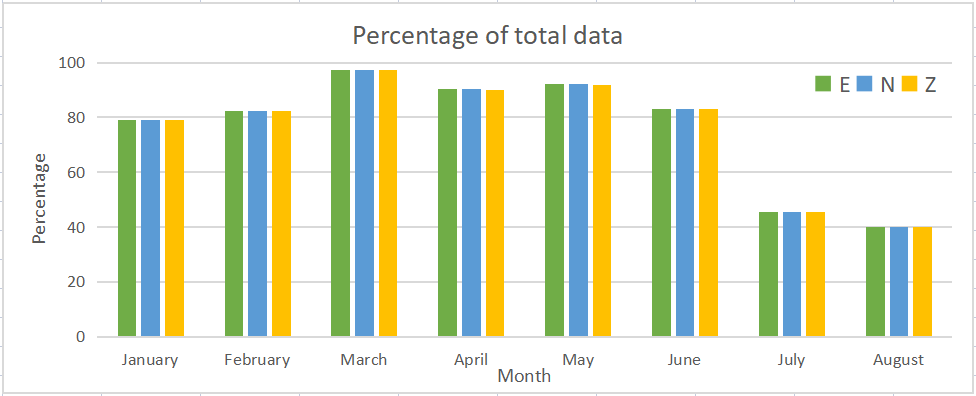 Percentage of total data
E N Z
100
80
60
40
20
0
Percentage
January February March April May June July August
Month